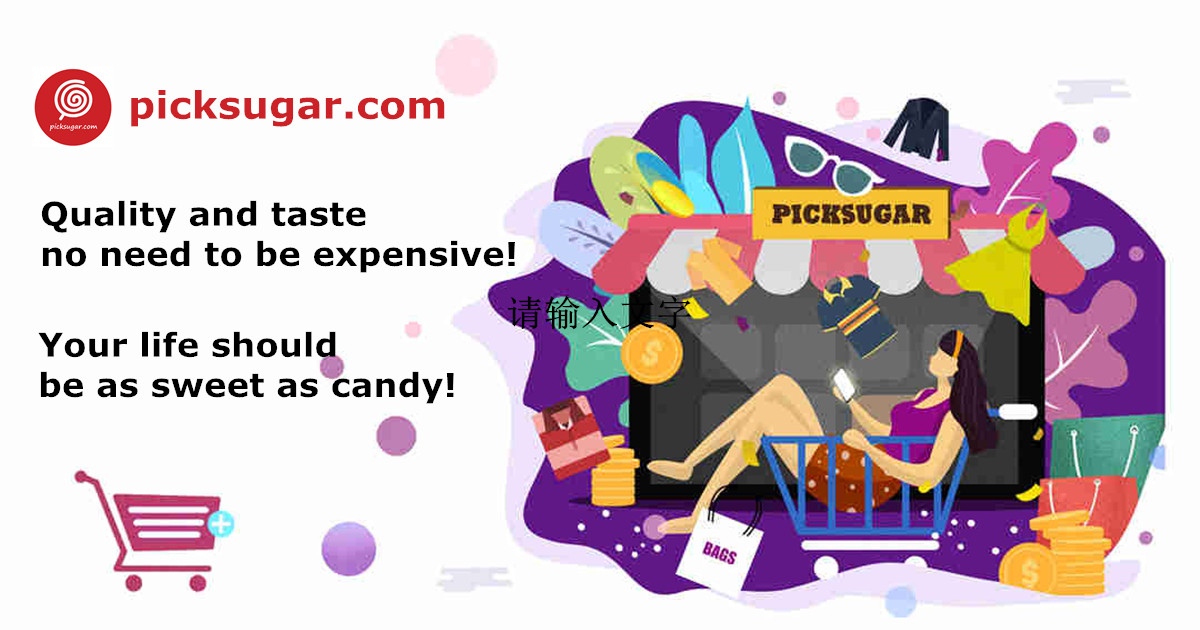 picksugar.com
picksugar.com
Quality and taste
no need to be expensive!
请输入文字
Your life should
be as sweet as candy!
PICKSUGAR
$
BAGS
$